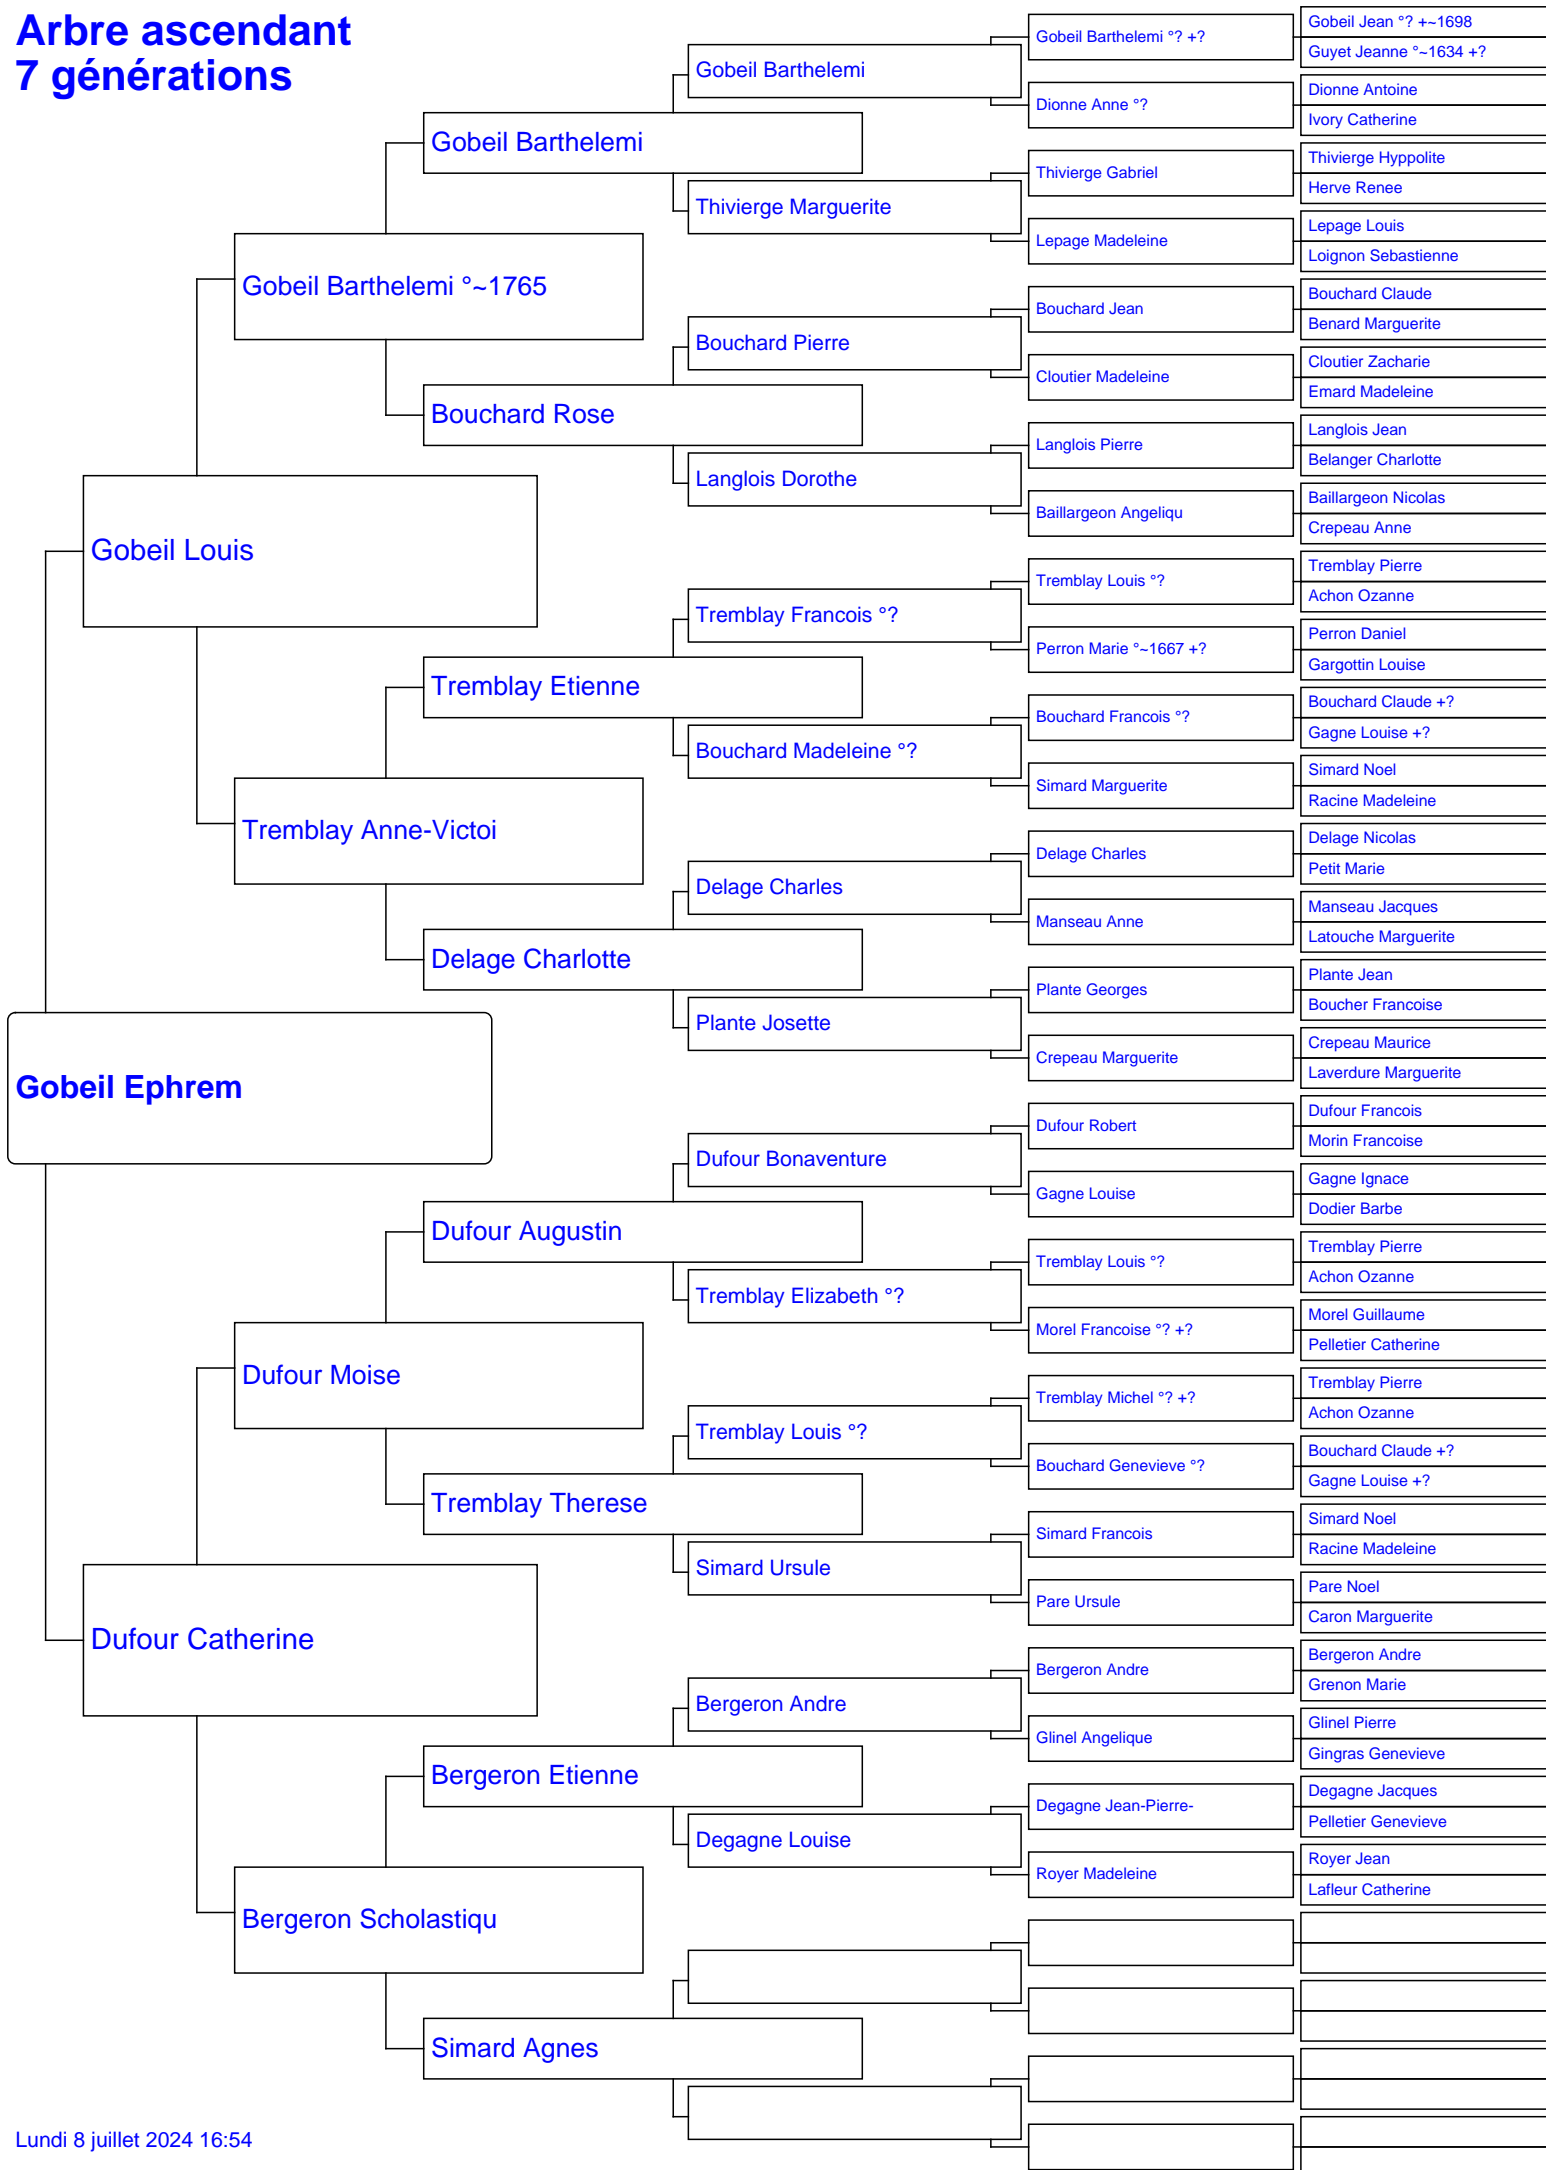 Arbre ascendant
7 générations
Gobeil Ephrem
Gobeil Louis
Dufour Catherine
Gobeil Barthelemi °~1765
Tremblay Anne-Victoi
Dufour Moise
Bergeron Scholastiqu
Gobeil Barthelemi
Bouchard Rose
Tremblay Etienne
Delage Charlotte
Dufour Augustin
Tremblay Therese
Bergeron Etienne
Simard Agnes
Gobeil Barthelemi
Thivierge Marguerite
Bouchard Pierre
Langlois Dorothe
Tremblay Francois °?
Bouchard Madeleine °?
Delage Charles
Plante Josette
Dufour Bonaventure
Tremblay Elizabeth °?
Tremblay Louis °?
Simard Ursule
Bergeron Andre
Degagne Louise
Gobeil Barthelemi °? +?
Dionne Anne °?
Thivierge Gabriel
Lepage Madeleine
Bouchard Jean
Cloutier Madeleine
Langlois Pierre
Baillargeon Angeliqu
Tremblay Louis °?
Perron Marie °~1667 +?
Bouchard Francois °?
Simard Marguerite
Delage Charles
Manseau Anne
Plante Georges
Crepeau Marguerite
Dufour Robert
Gagne Louise
Tremblay Louis °?
Morel Francoise °? +?
Tremblay Michel °? +?
Bouchard Genevieve °?
Simard Francois
Pare Ursule
Bergeron Andre
Glinel Angelique
Degagne Jean-Pierre-
Royer Madeleine
Gobeil Jean °? +~1698
Guyet Jeanne °~1634 +?
Dionne Antoine
Ivory Catherine
Thivierge Hyppolite
Herve Renee
Lepage Louis
Loignon Sebastienne
Bouchard Claude
Benard Marguerite
Cloutier Zacharie
Emard Madeleine
Langlois Jean
Belanger Charlotte
Baillargeon Nicolas
Crepeau Anne
Tremblay Pierre
Achon Ozanne
Perron Daniel
Gargottin Louise
Bouchard Claude +?
Gagne Louise +?
Simard Noel
Racine Madeleine
Delage Nicolas
Petit Marie
Manseau Jacques
Latouche Marguerite
Plante Jean
Boucher Francoise
Crepeau Maurice
Laverdure Marguerite
Dufour Francois
Morin Francoise
Gagne Ignace
Dodier Barbe
Tremblay Pierre
Achon Ozanne
Morel Guillaume
Pelletier Catherine
Tremblay Pierre
Achon Ozanne
Bouchard Claude +?
Gagne Louise +?
Simard Noel
Racine Madeleine
Pare Noel
Caron Marguerite
Bergeron Andre
Grenon Marie
Glinel Pierre
Gingras Genevieve
Degagne Jacques
Pelletier Genevieve
Royer Jean
Lafleur Catherine
Lundi 8 juillet 2024 16:54